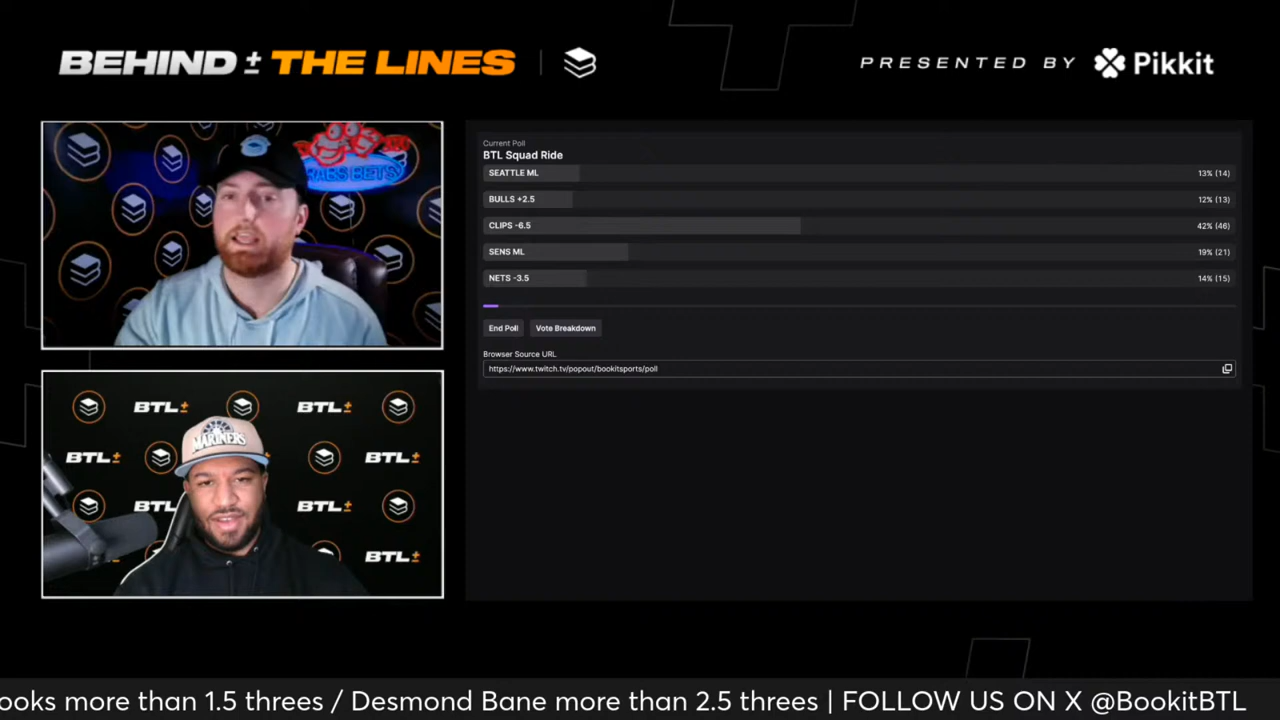 BEHIND ± THE LINES
PRESENTED BY Pikkit
RABS BETS
Current Poll
BTL Squad Ride
SEATTLE ML 13% (14)
BULLS +2.5 12% (13)
CLIPS -6.5 42% (46)
SENS ML 19% (21)
NETS -3.5 14% (15)
End Poll Vote Breakdown
Browser Source URL
https://www.twitch.tv/popout/bookitsports/poll
BTL± BTL±
MARINERS
BTL± BTL±
BTL BTL±
BTL±
ooks more than 1.5 threes / Desmond Bane more than 2.5 threes | FOLLOW US ON X @BookitBTL